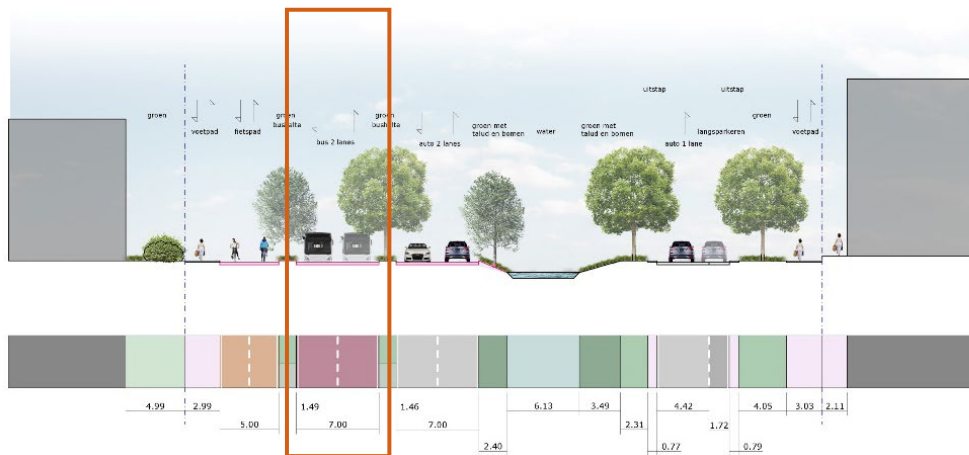 uitstap
uitstap
groen
voetpad
fietspad
groen
bushalta
bus 2 lanes
groen
bushalta
auto 2 lanes
groen met
talud en bomen
water
groen met
talud en bomen
auto 1 lane
langsparkeren
groen
voetpad
4.99
2.99
1.49
1.46
6.13
3.49
4.42
4.05
3.03
2.11
5.00
7.00
7.00
2.31
1.72
2.40
0.77
0.79